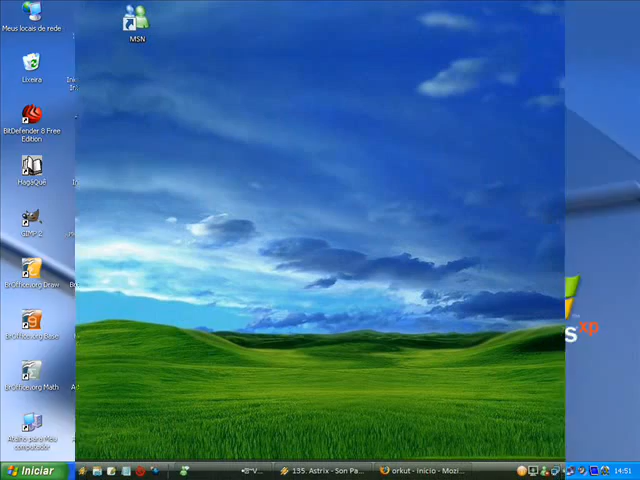 Meus locais de rede
MSN
Lixeira
BitDefender 8 Free
Edition
HagáQuê
GIMP 2
BrOffice.org Draw
BrOffice.org Base
BrOffice.org Math
Atalho para Meu
computador
s xp
Iniciar
135. Astrix - Son Pa...
orkut - Início - Mozi...
14:51